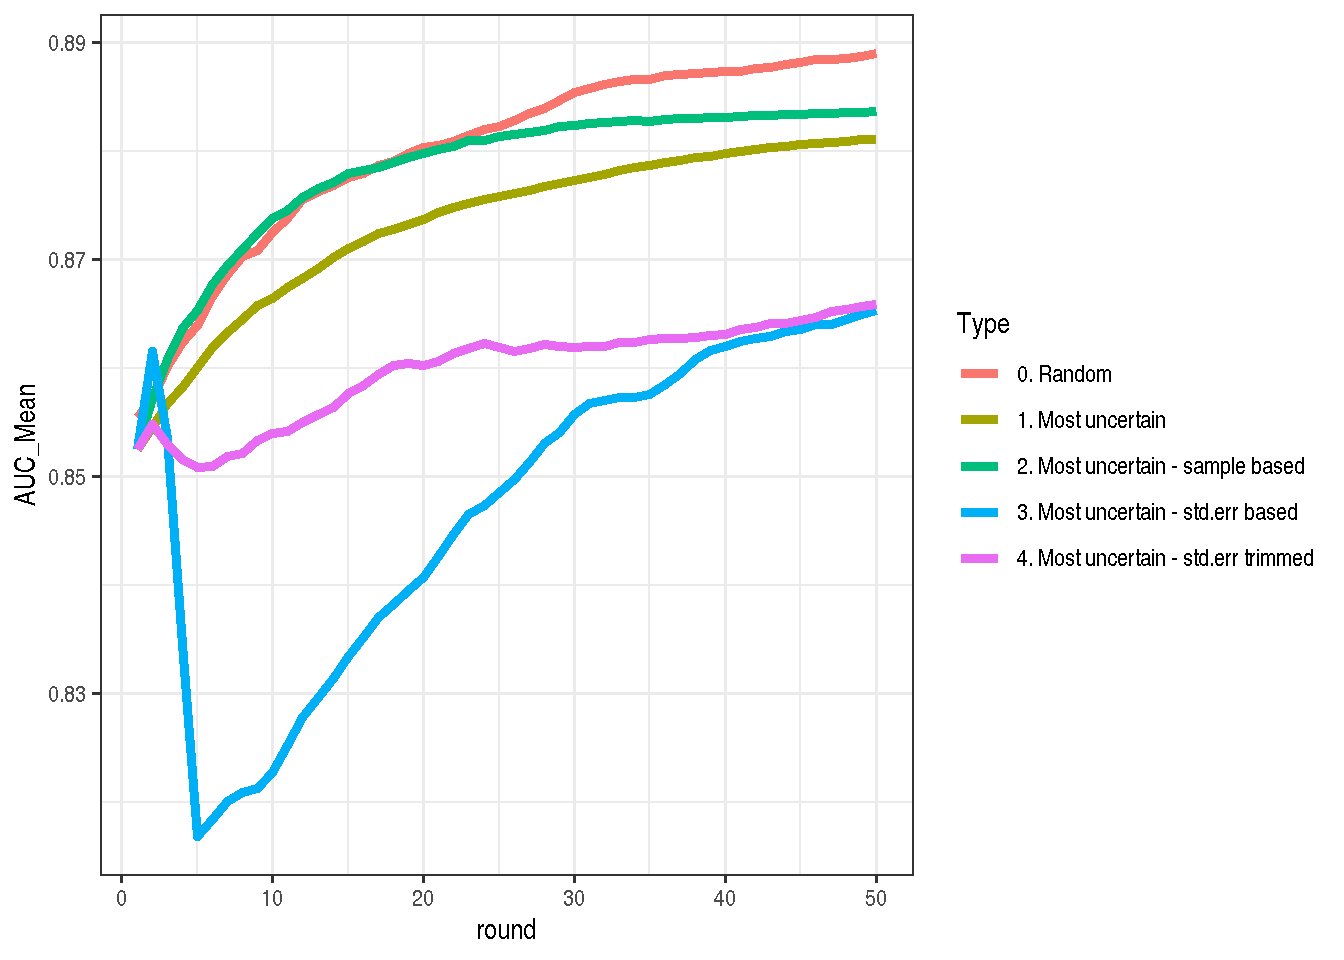 0.89
0.87
0.85
0.83
AUC_Mean
0
10
20
30
40
50
round
Type
0. Random
1. Most uncertain
2. Most uncertain - sample based
3. Most uncertain - std.err based
4. Most uncertain - std.err trimmed